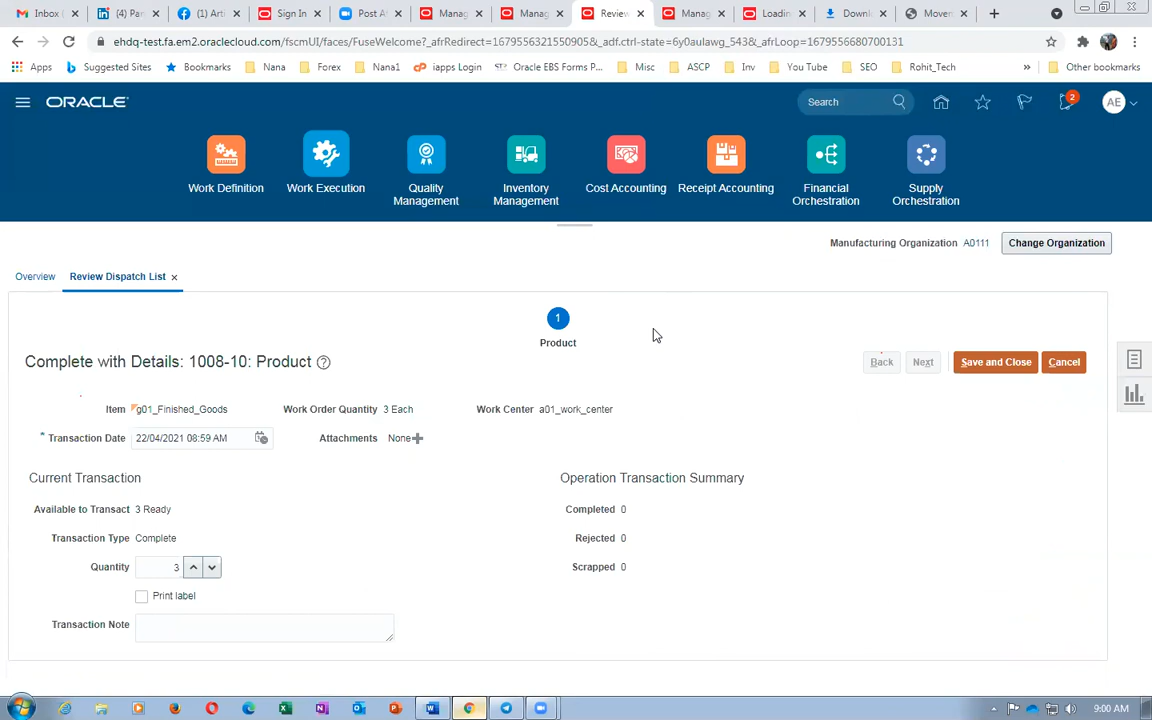 Inbox (
(4) Pan
(1) Arti
Sign In
Post A
Manag
Manag
Review
Manag
Loadin
Downl
Movem
ehdq-test.fa.em2.oraclecloud.com/fscmUI/faces/FuseWelcome?_afrRedirect=1679556321550905&_adf.ctrl-state=6y0aulawg_543&_afrLoop=1679556680700131
Apps
Suggested Sites
Bookmarks
Nana
Forex
Nana1
iapps Login
Oracle EBS Forms P...
Misc
ASCP
Inv
You Tube
SEO
Rohit_Tech
»
Other bookmarks
ORACLE
Search
2
AE
Work Definition
Work Execution
Quality Management
Inventory Management
Cost Accounting
Receipt Accounting
Financial Orchestration
Supply Orchestration
Manufacturing Organization A0111
Change Organization
Overview
Review Dispatch List
1
Product
Complete with Details: 1008-10: Product
Back
Next
Save and Close
Cancel
Item g01_Finished_Goods
Work Order Quantity 3 Each
Work Center a01_work_center
* Transaction Date 22/04/2021 08:59 AM
Attachments None
Current Transaction
Operation Transaction Summary
Available to Transact 3 Ready
Completed 0
Transaction Type Complete
Rejected 0
Quantity 3
Scrapped 0
Print label
Transaction Note
9:00 AM